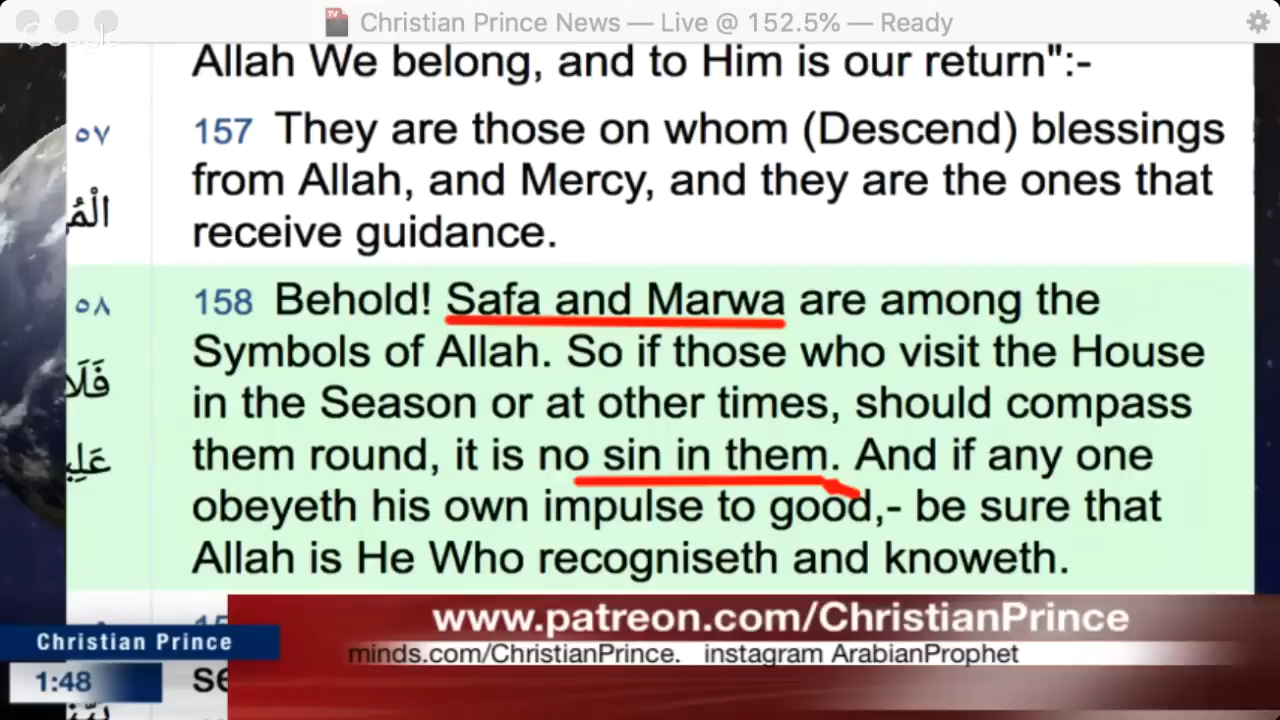 Google
Christian Prince News — Live @ 152.5% — Ready
Allah We belong, and to Him is our return":-
٥٧
157 They are those on whom (Descend) blessings
from Allah, and Mercy, and they are the ones that
الْمُ
receive guidance.
٥٨
158 Behold! Safa and Marwa are among the
Symbols of Allah. So if those who visit the House
فَلَا
in the Season or at other times, should compass
them round, it is no sin in them. And if any one
obeyeth his own impulse to good,- be sure that
Allah is He Who recogniseth and knoweth.
www.patreon.com/ChristianPrince
Christian Prince
minds.com/ChristianPrince. instagram ArabianProphet
1:48
se